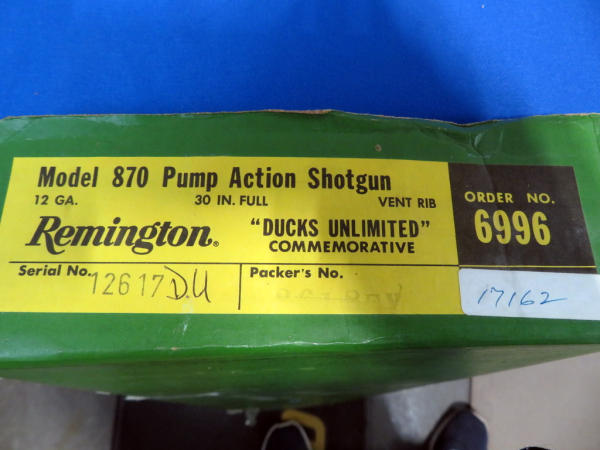 Model 870 Pump Action Shotgun
12 GA. 30 IN. FULL VENT RIB
Remington® "DUCKS UNLIMITED"
COMMEMORATIVE
ORDER NO.
6996
Serial No. 12617 D.U
Packer's No.
17162